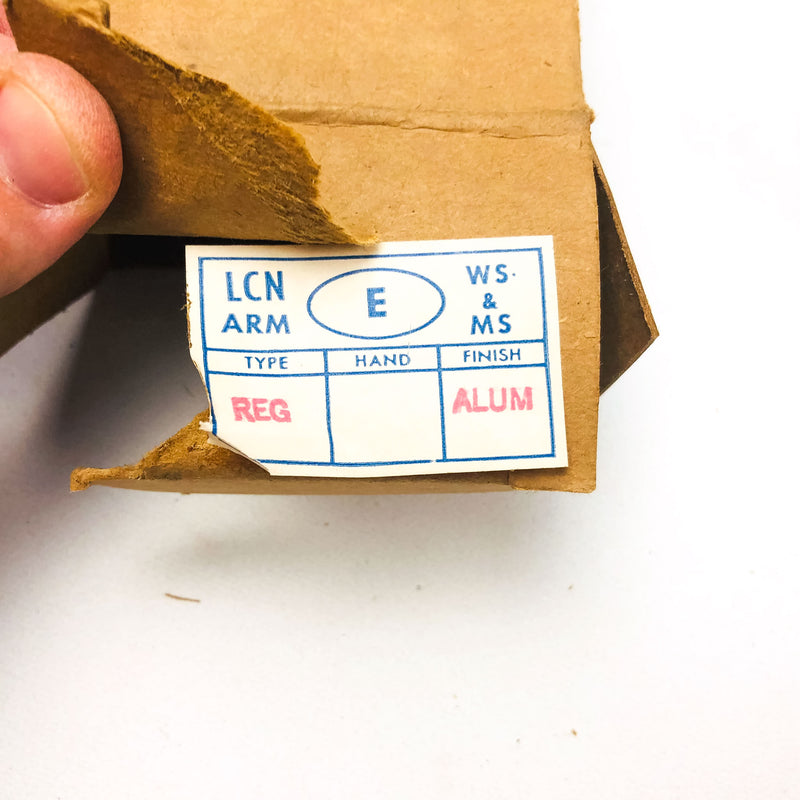 LCN ARM E WS. & MS
TYPE HAND FINISH
REG ALUM